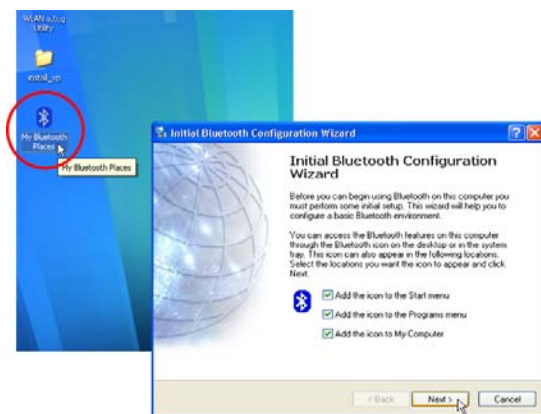 WLAN a,b,g
Utility
install_xp
My Bluetooth
Places
My Bluetooth Places
Initial Bluetooth Configuration Wizard
Initial Bluetooth Configuration
Wizard
Before you can begin using Bluetooth on this computer you
must perform some initial setup. This wizard will help you to
configure a basic Bluetooth environment.
You can access the Bluetooth features on this computer
through the Bluetooth icon on the desktop or in the system
tray. This icon can also appear in the following locations.
Select the locations you want the icon to appear and click
Next.
Add the icon to the Start menu
Add the icon to the Programs menu
Add the icon to My Computer
< Back
Next >
Cancel